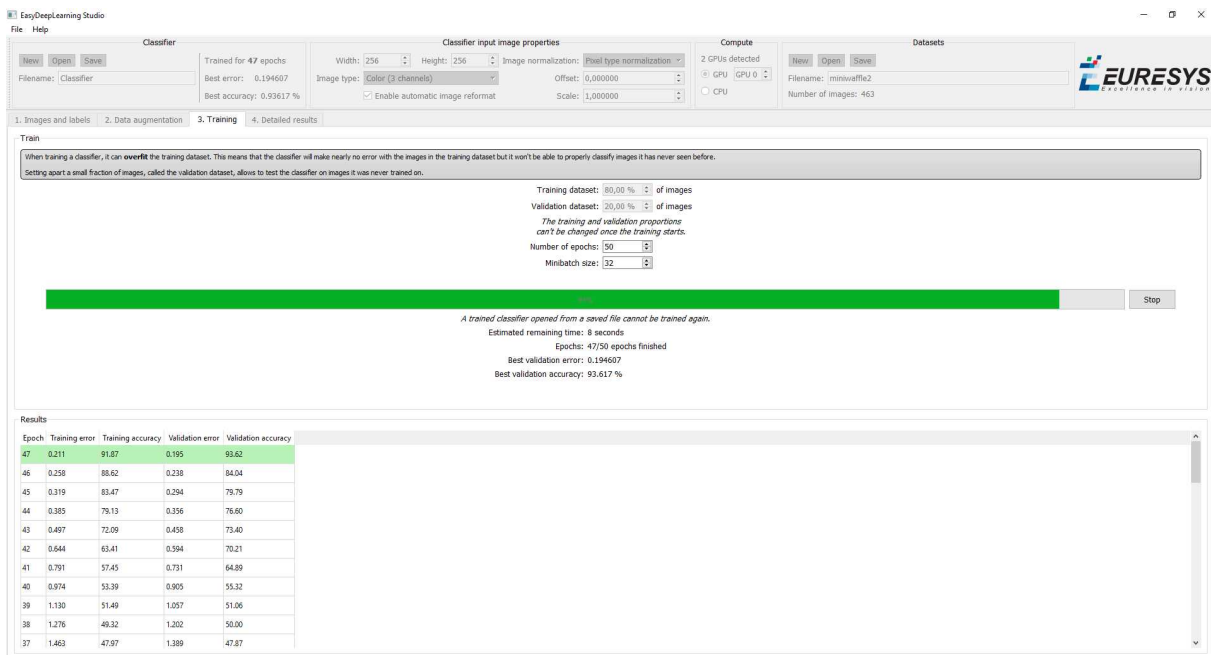 EasyDeepLearning Studio
File Help
Classifier
New Open Save
Filename: Classifier
Trained for 47 epochs
Best error: 0.194607
Best accuracy: 0.93617 %
Classifier input image properties
Width: 256 Height: 256 Image normalization: Pixel type normalization
Image type: Color (3 channels) Offset: 0,000000
Enable automatic image reformat Scale: 1,000000
Compute
2 GPUs detected
GPU GPU 0
CPU
Datasets
New Open Save
Filename: miniwaffle2
Number of images: 463
EURESYS
Excellence in vision
1. Images and labels 2. Data augmentation 3. Training 4. Detailed results
Train
When training a classifier, it can overfit the training dataset. This means that the classifier will make nearly no error with the images in the training dataset but it won't be able to properly classify images it has never seen before.
Setting apart a small fraction of images, called the validation dataset, allows to test the classifier on images it was never trained on.
Training dataset: 80,00 % of images
Validation dataset: 20,00 % of images
The training and validation proportions
can't be changed once the training starts.
Number of epochs: 50
Minibatch size: 32
Stop
A trained classifier opened from a saved file cannot be trained again.
Estimated remaining time: 8 seconds
Epochs: 47/50 epochs finished
Best validation error: 0.194607
Best validation accuracy: 93.617 %
Results
Epoch Training error Training accuracy Validation error Validation accuracy
47 0.211 91.87 0.195 93.62
46 0.258 88.62 0.238 84.04
45 0.319 83.47 0.294 79.79
44 0.385 79.13 0.356 76.60
43 0.497 72.09 0.458 73.40
42 0.644 63.41 0.594 70.21
41 0.791 57.45 0.731 64.89
40 0.974 53.39 0.905 55.32
39 1.130 51.49 1.057 51.06
38 1.276 49.32 1.202 50.00
37 1.463 47.97 1.389 47.87